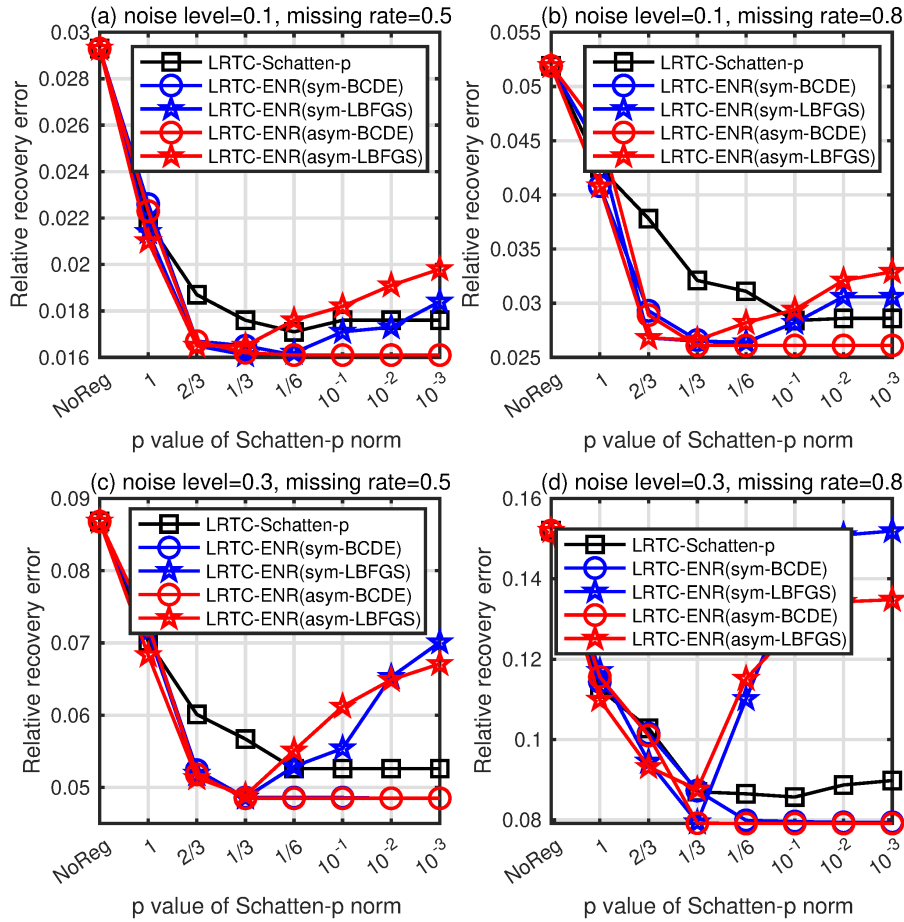 (a) noise level=0.1, missing rate=0.5
0.03
0.028
0.026
0.024
0.022
0.02
0.018
0.016
Relative recovery error
LRTC-Schatten-p
LRTC-ENR(sym-BCDE)
LRTC-ENR(sym-LBFGS)
LRTC-ENR(asym-BCDE)
LRTC-ENR(asym-LBFGS)
NoReg 1 2/3 1/3 1/6 10^-1 10^-2 10^-3
p value of Schatten-p norm
(b) noise level=0.1, missing rate=0.8
0.055
0.05
0.045
0.04
0.035
0.03
0.025
Relative recovery error
LRTC-Schatten-p
LRTC-ENR(sym-BCDE)
LRTC-ENR(sym-LBFGS)
LRTC-ENR(asym-BCDE)
LRTC-ENR(asym-LBFGS)
NoReg 1 2/3 1/3 1/6 10^-1 10^-2 10^-3
p value of Schatten-p norm
(c) noise level=0.3, missing rate=0.5
0.09
0.08
0.07
0.06
0.05
Relative recovery error
LRTC-Schatten-p
LRTC-ENR(sym-BCDE)
LRTC-ENR(sym-LBFGS)
LRTC-ENR(asym-BCDE)
LRTC-ENR(asym-LBFGS)
NoReg 1 2/3 1/3 1/6 10^-1 10^-2 10^-3
p value of Schatten-p norm
(d) noise level=0.3, missing rate=0.8
0.16
0.14
0.12
0.1
0.08
Relative recovery error
LRTC-Schatten-p
LRTC-ENR(sym-BCDE)
LRTC-ENR(sym-LBFGS)
LRTC-ENR(asym-BCDE)
LRTC-ENR(asym-LBFGS)
NoReg 1 2/3 1/3 1/6 10^-1 10^-2 10^-3
p value of Schatten-p norm